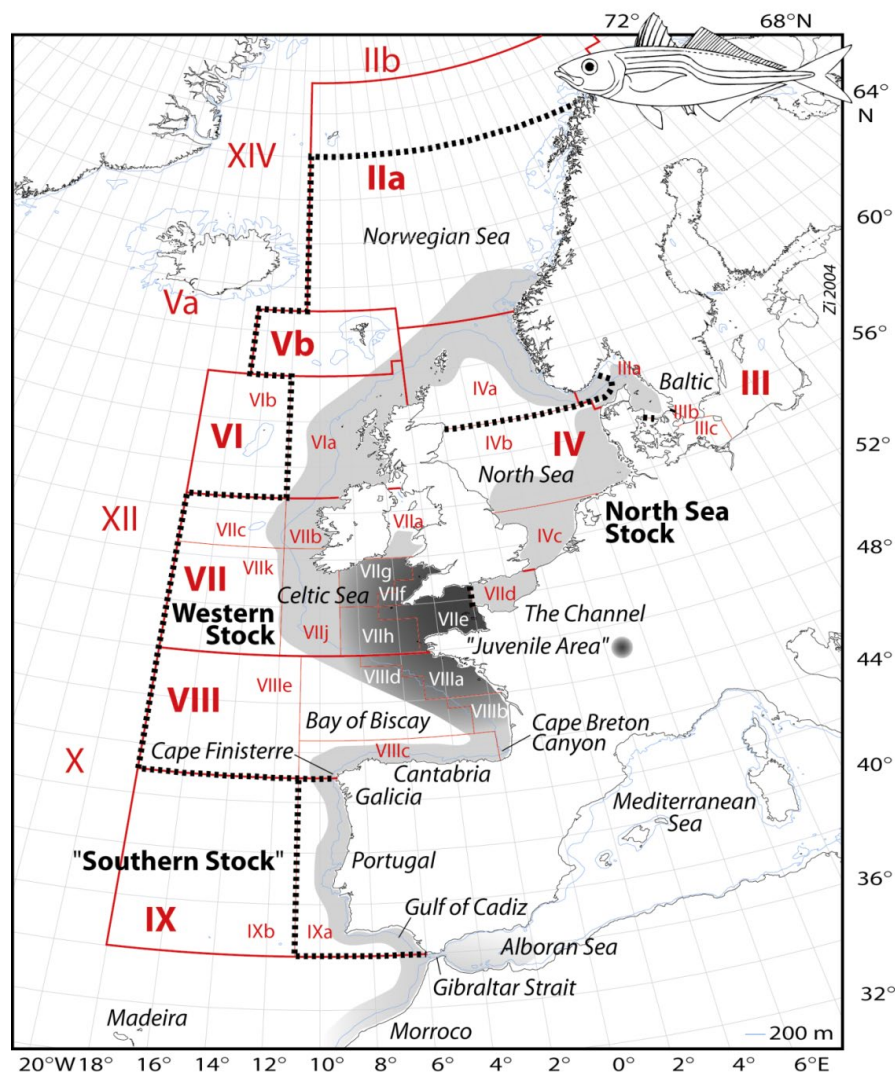 72°
68°N
IIb
64°
N
XIV
IIa
Norwegian Sea
60°
Va
Zi 2004
56°
Vb
IIIa
Baltic
III
IVa
VIb
IIIb
IIIc
VI
VIa
IVb
IV
52°
North Sea
XII
North Sea
Stock
VIIc
VIIb
VIIa
IVc
48°
VIIk
VIIg
VII
Celtic Sea
VIIf
VIId
Western
Stock
VIIe
The Channel
VIIj
VIIh
"Juvenile Area"
44°
VIIIe
VIIId
VIIIa
VIII
VIIIb
Bay of Biscay
Cape Breton
Canyon
X
Cape Finisterre
VIIIc
40°
Cantabria
Galicia
Mediterranean
Sea
"Southern Stock"
Portugal
36°
IX
Gulf of Cadiz
IXb
IXa
Alboran Sea
Gibraltar Strait
32°
Madeira
Morroco
200 m
20°W 18° 16° 14° 12° 10° 8° 6° 4° 2° 0° 2° 4° 6°E